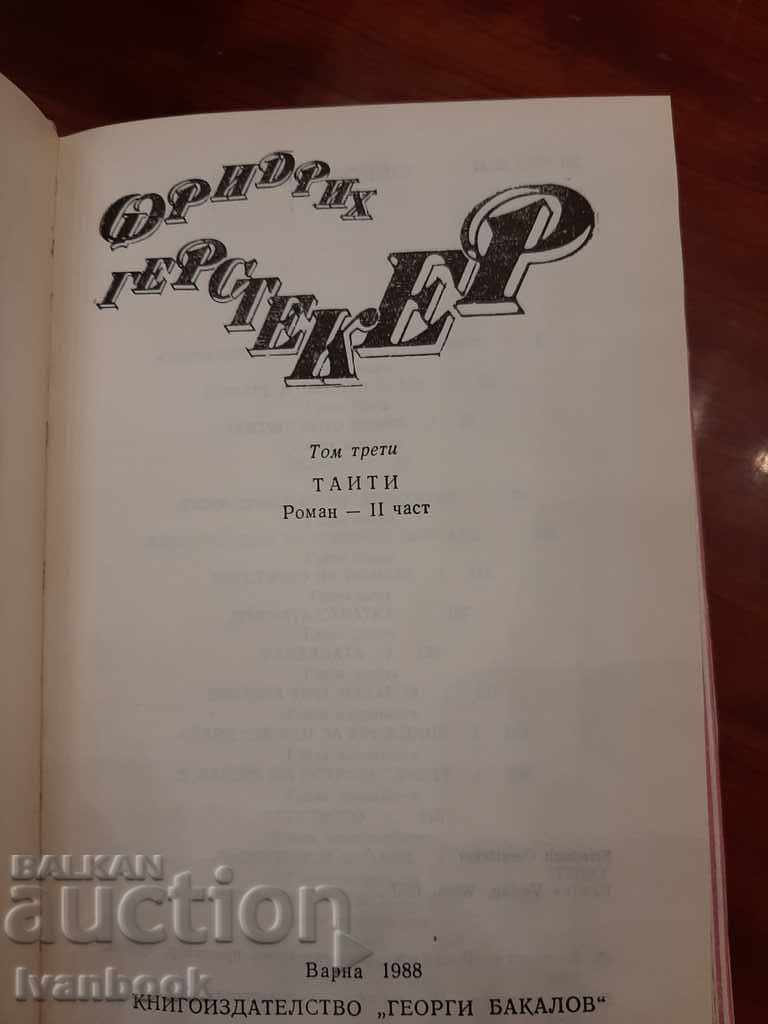 ФРИДРИХ
ГЕРСТЕКЕР
Том трети
ТАИТИ
Роман — II част
Варна 1988
КНИГОИЗДАТЕЛСТВО „ГЕОРГИ БАКАЛОВ“
BALKAN
auction
Ivanbook